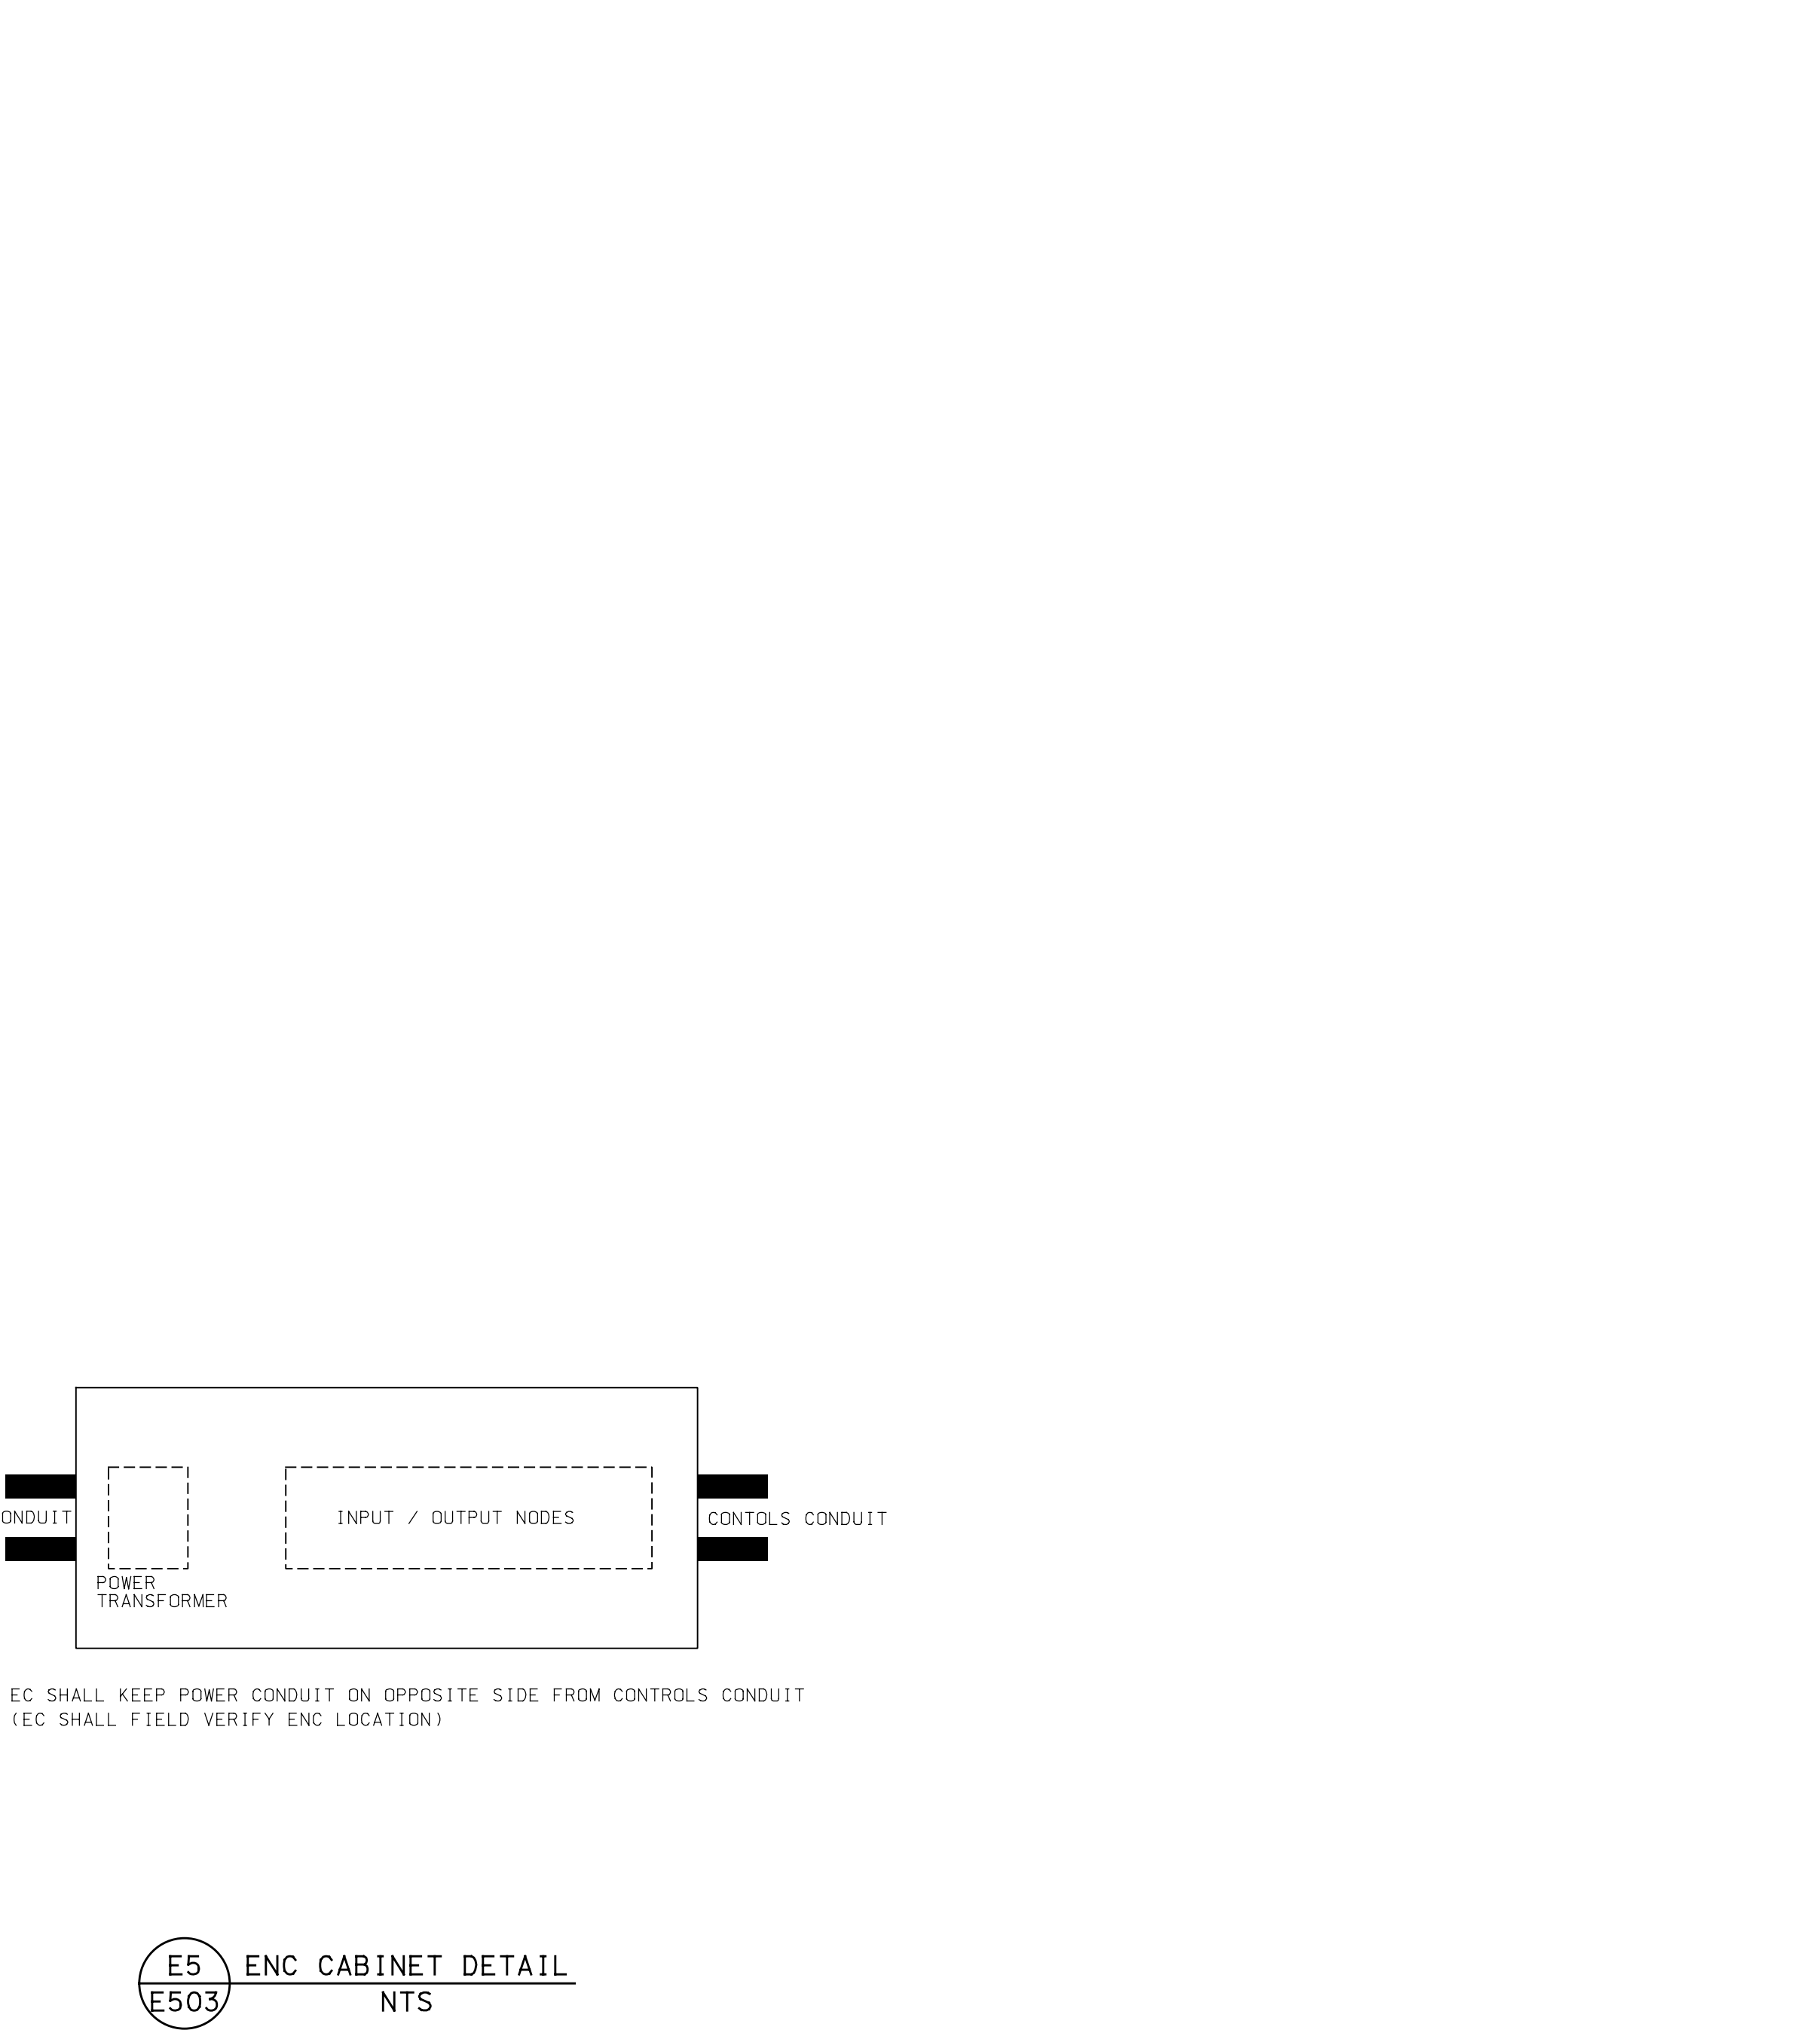 ONDUIT
INPUT / OUTPUT NODES
CONTOLS CONDUIT
POWER
TRANSFORMER
EC SHALL KEEP POWER CONDUIT ON OPPOSITE SIDE FROM CONTROLS CONDUIT
(EC SHALL FIELD VERIFY ENC LOCATION)
E5
ENC CABINET DETAIL
E503
NTS